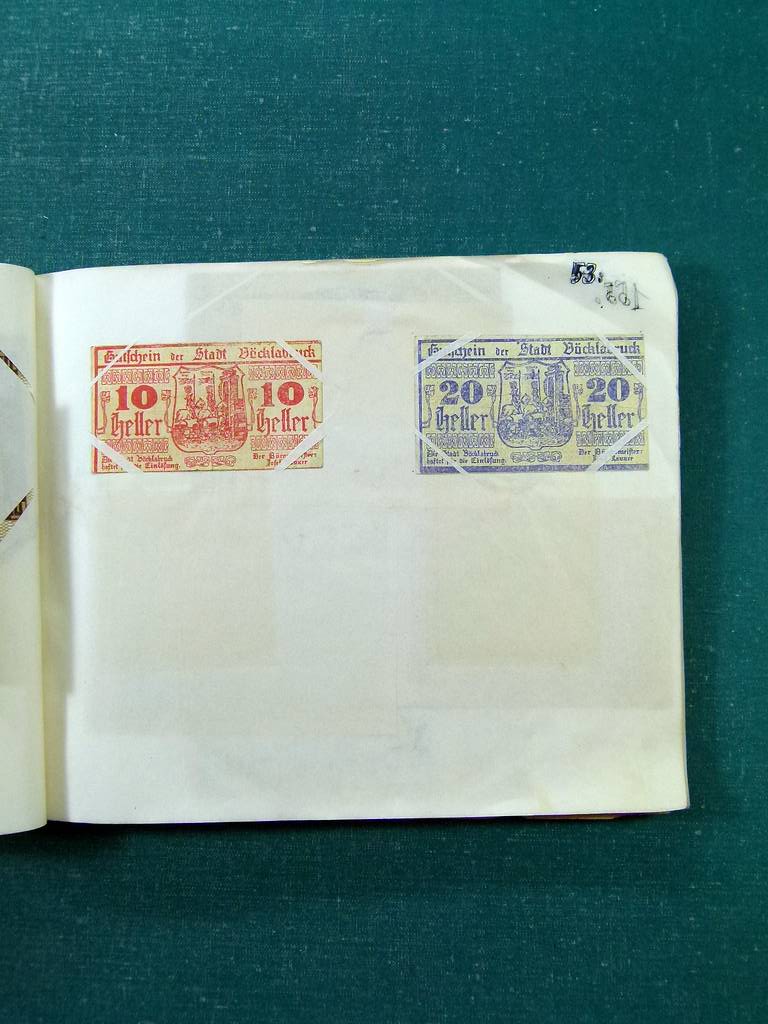 53.
153.
Gutschein der Stadt Vöcklabruck
10 10
Heller Heller
Die Stadt Vöcklabruck
haftet für die Einlösung.
Der Bürgermeister:
Gutschein der Stadt Vöcklabruck
20 20
Heller Heller
Die Stadt Vöcklabruck
haftet für die Einlösung.
Der Bürgermeister: